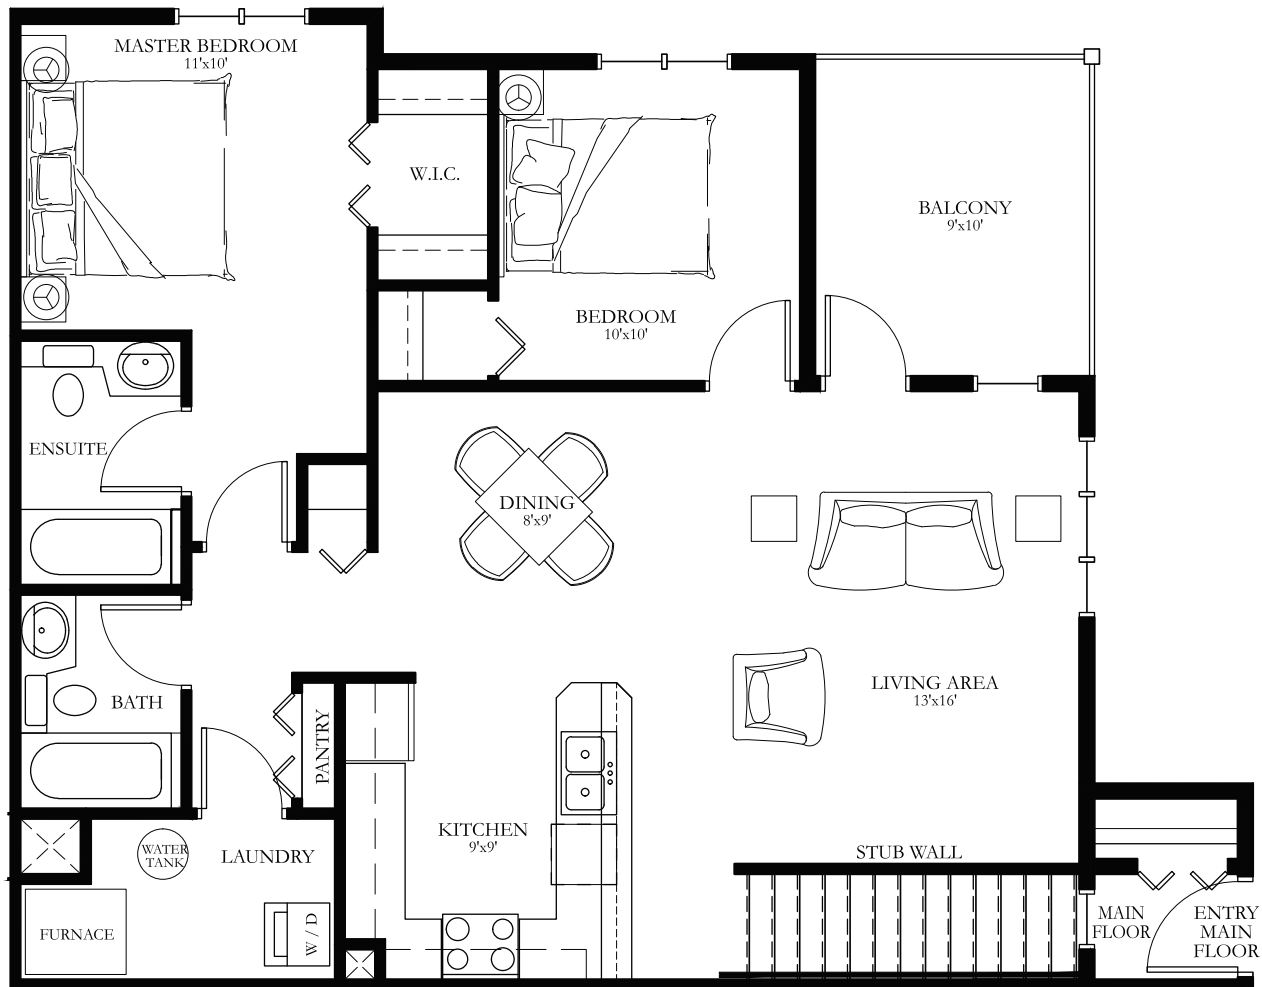 MASTER BEDROOM
11'x10'
W.I.C.
BALCONY
9'x10'
BEDROOM
10'x10'
ENSUITE
DINING
8'x9'
LIVING AREA
13'x16'
BATH
PANTRY
KITCHEN
9'x9'
WATER
TANK
LAUNDRY
STUB WALL
FURNACE
W / D
MAIN
FLOOR
ENTRY
MAIN
FLOOR